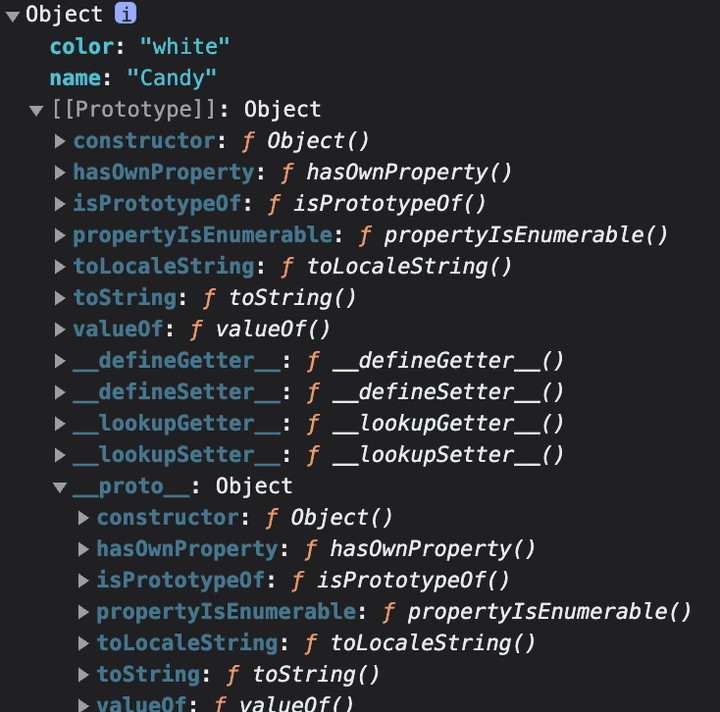 Object i
color: "white"
name: "Candy"
[[Prototype]]: Object
constructor: ƒ Object()
hasOwnProperty: ƒ hasOwnProperty()
isPrototypeOf: ƒ isPrototypeOf()
propertyIsEnumerable: ƒ propertyIsEnumerable()
toLocaleString: ƒ toLocaleString()
toString: ƒ toString()
valueOf: ƒ valueOf()
__defineGetter__: ƒ __defineGetter__()
__defineSetter__: ƒ __defineSetter__()
__lookupGetter__: ƒ __lookupGetter__()
__lookupSetter__: ƒ __lookupSetter__()
__proto__: Object
constructor: ƒ Object()
hasOwnProperty: ƒ hasOwnProperty()
isPrototypeOf: ƒ isPrototypeOf()
propertyIsEnumerable: ƒ propertyIsEnumerable()
toLocaleString: ƒ toLocaleString()
toString: ƒ toString()
valueOf: ƒ valueOf()